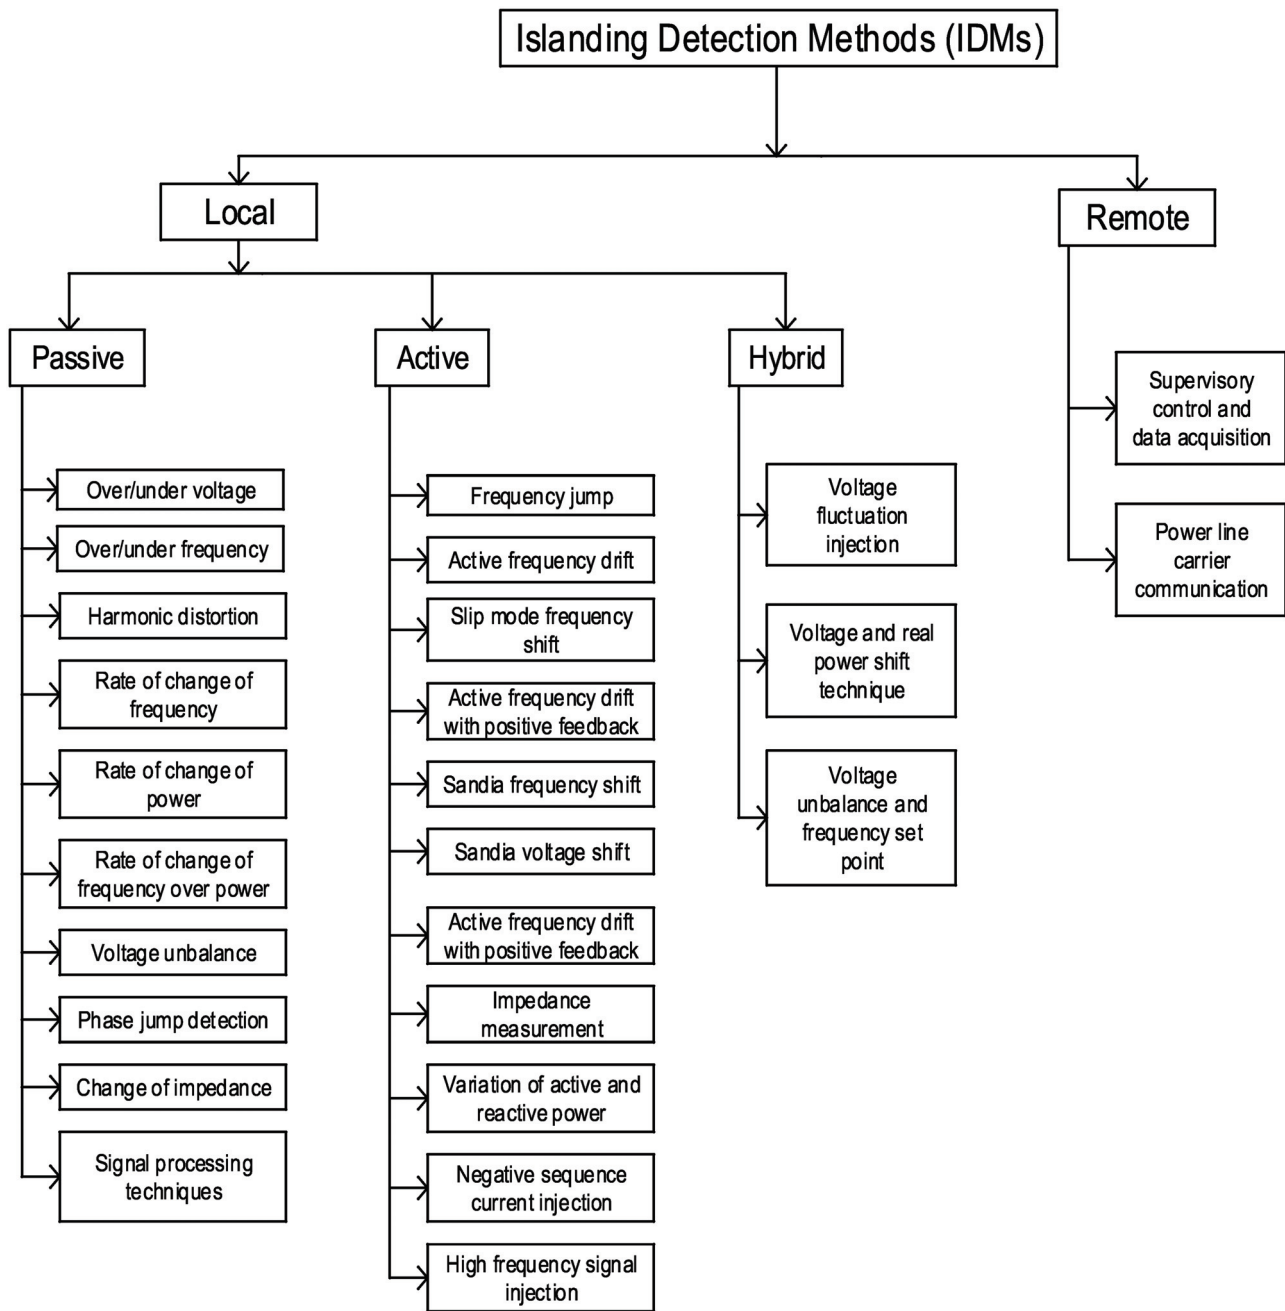 Islanding Detection Methods (IDMs)
Local
Remote
Passive
Active
Hybrid
Over/under voltage
Over/under frequency
Harmonic distortion
Rate of change of
frequency
Rate of change of
power
Rate of change of
frequency over power
Voltage unbalance
Phase jump detection
Change of impedance
Signal processing
techniques
Frequency jump
Active frequency drift
Slip mode frequency
shift
Active frequency drift
with positive feedback
Sandia frequency shift
Sandia voltage shift
Active frequency drift
with positive feedback
Impedance
measurement
Variation of active and
reactive power
Negative sequence
current injection
High frequency signal
injection
Voltage
fluctuation
injection
Voltage and real
power shift
technique
Voltage
unbalance and
frequency set
point
Supervisory
control and
data acquisition
Power line
carrier
communication